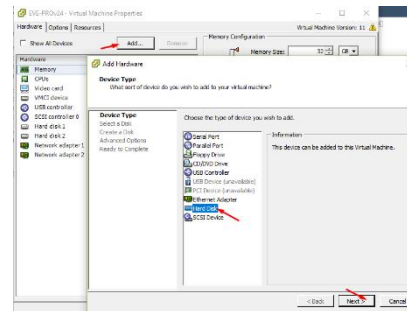 EVE-PROv24 - Virtual Machine Properties
Hardware Options Resources
Virtual Machine Version: 11
Show All Devices
Add...
Remove
Memory Configuration
Memory Size: 32 GB
Hardware
Memory
CPUs
Video card
VMCI device
USB controller
SCSI controller 0
Hard disk 1
Hard disk 2
Network adapter 1
Network adapter 2
Add Hardware
Device Type
What sort of device do you wish to add to your virtual machine?
Device Type
Select a Disk
Create a Disk
Advanced Options
Ready to Complete
Choose the type of device you wish to add.
Serial Port
Parallel Port
Floppy Drive
CD/DVD Drive
USB Controller
USB Device (unavailable)
PCI Device (unavailable)
Ethernet Adapter
Hard Disk
SCSI Device
Information
This device can be added to this Virtual Machine.
< Back
Next >
Cancel